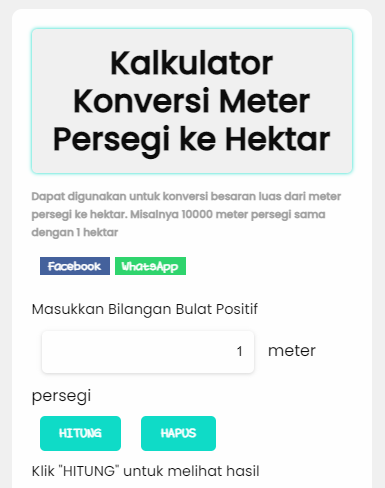 Kalkulator
Konversi Meter
Persegi ke Hektar
Dapat digunakan untuk konversi besaran luas dari meter
persegi ke hektar. Misalnya 10000 meter persegi sama
dengan 1 hektar
Facebook WhatsApp
Masukkan Bilangan Bulat Positif
1 meter
persegi
HITUNG HAPUS
Klik "HITUNG" untuk melihat hasil